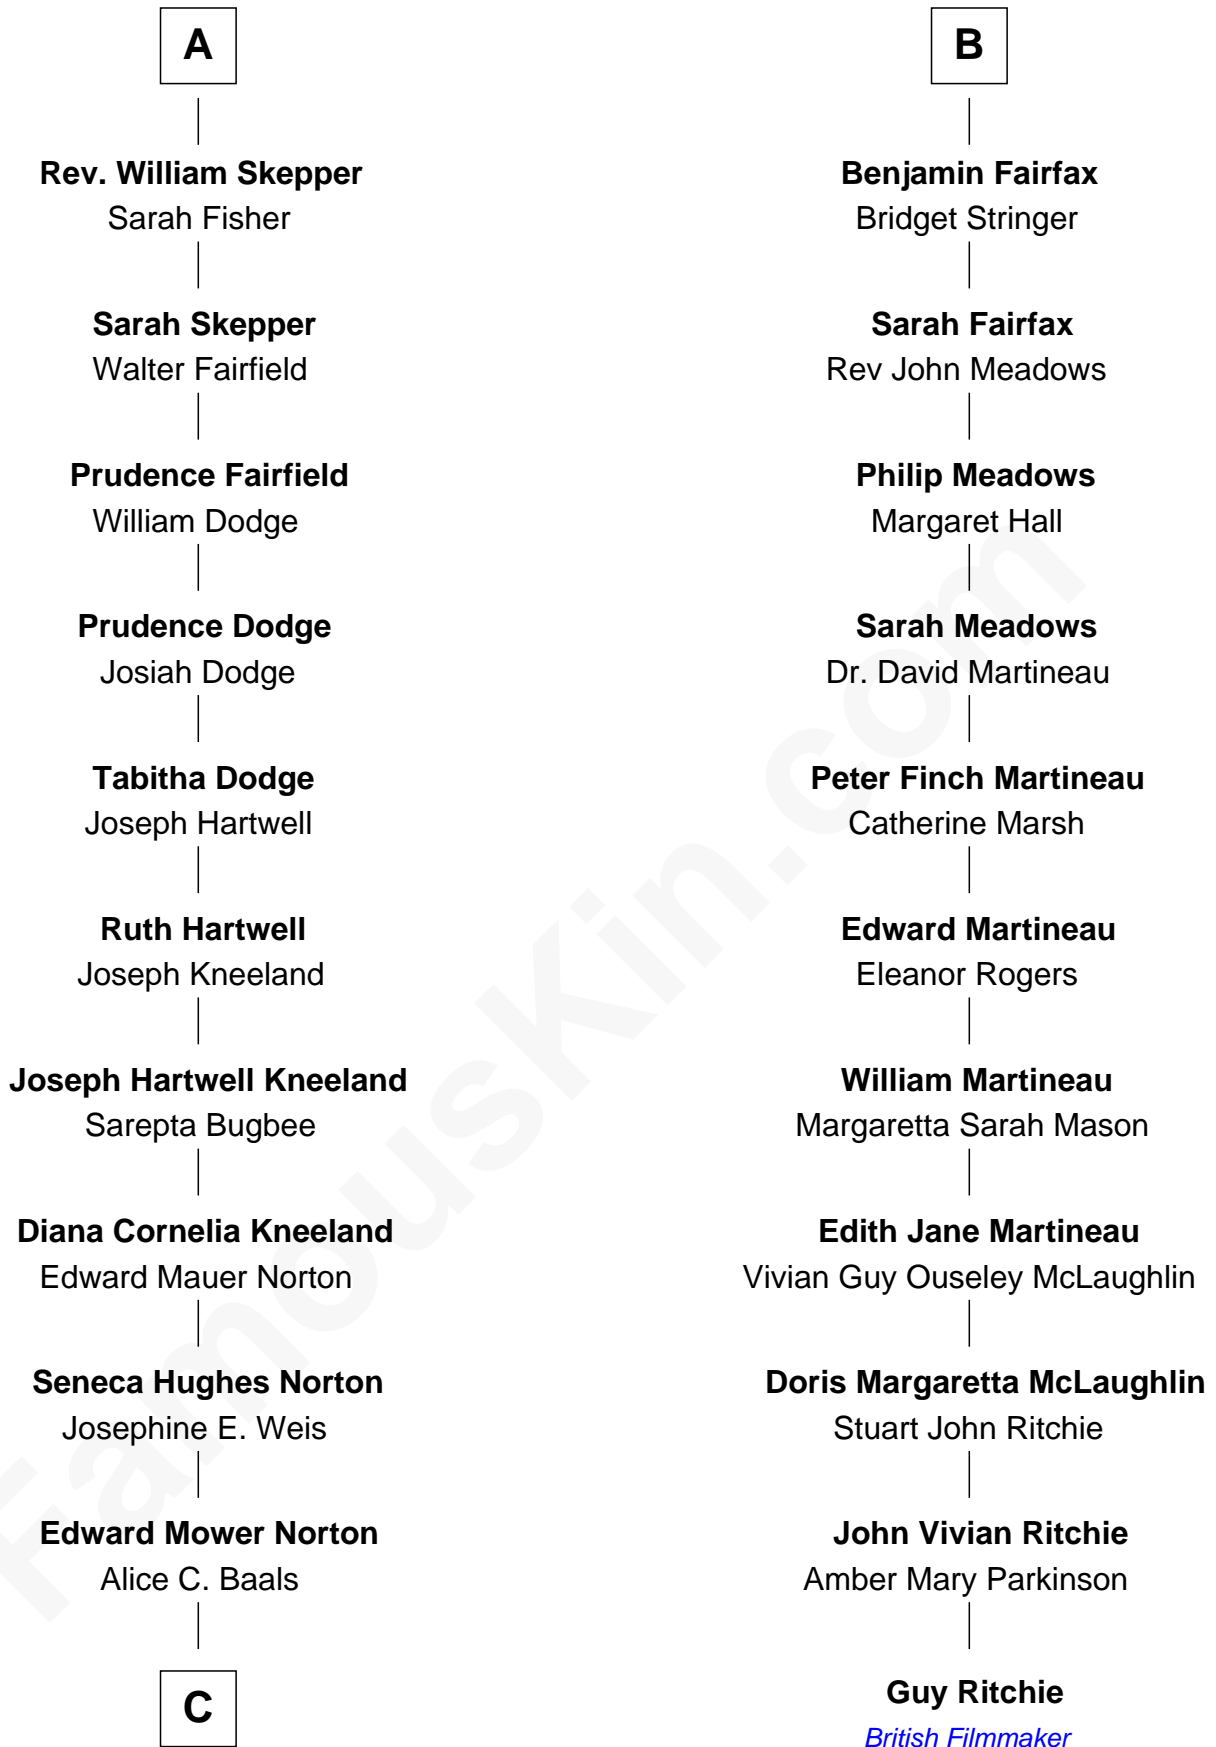 A
Rev. William Skepper
Sarah Fisher
Sarah Skepper
Walter Fairfield
Prudence Fairfield
William Dodge
Prudence Dodge
Josiah Dodge
Tabitha Dodge
Joseph Hartwell
Ruth Hartwell
Joseph Kneeland
Joseph Hartwell Kneeland
Sarepta Bugbee
Diana Cornelia Kneeland
Edward Mauer Norton
Seneca Hughes Norton
Josephine E. Weis
Edward Mower Norton
Alice C. Baals
C
B
Benjamin Fairfax
Bridget Stringer
Sarah Fairfax
Rev John Meadows
Philip Meadows
Margaret Hall
Sarah Meadows
Dr. David Martineau
Peter Finch Martineau
Catherine Marsh
Edward Martineau
Eleanor Rogers
William Martineau
Margaretta Sarah Mason
Edith Jane Martineau
Vivian Guy Ouseley McLaughlin
Doris Margaretta McLaughlin
Stuart John Ritchie
John Vivian Ritchie
Amber Mary Parkinson
Guy Ritchie
British Filmmaker
FamousKin.com